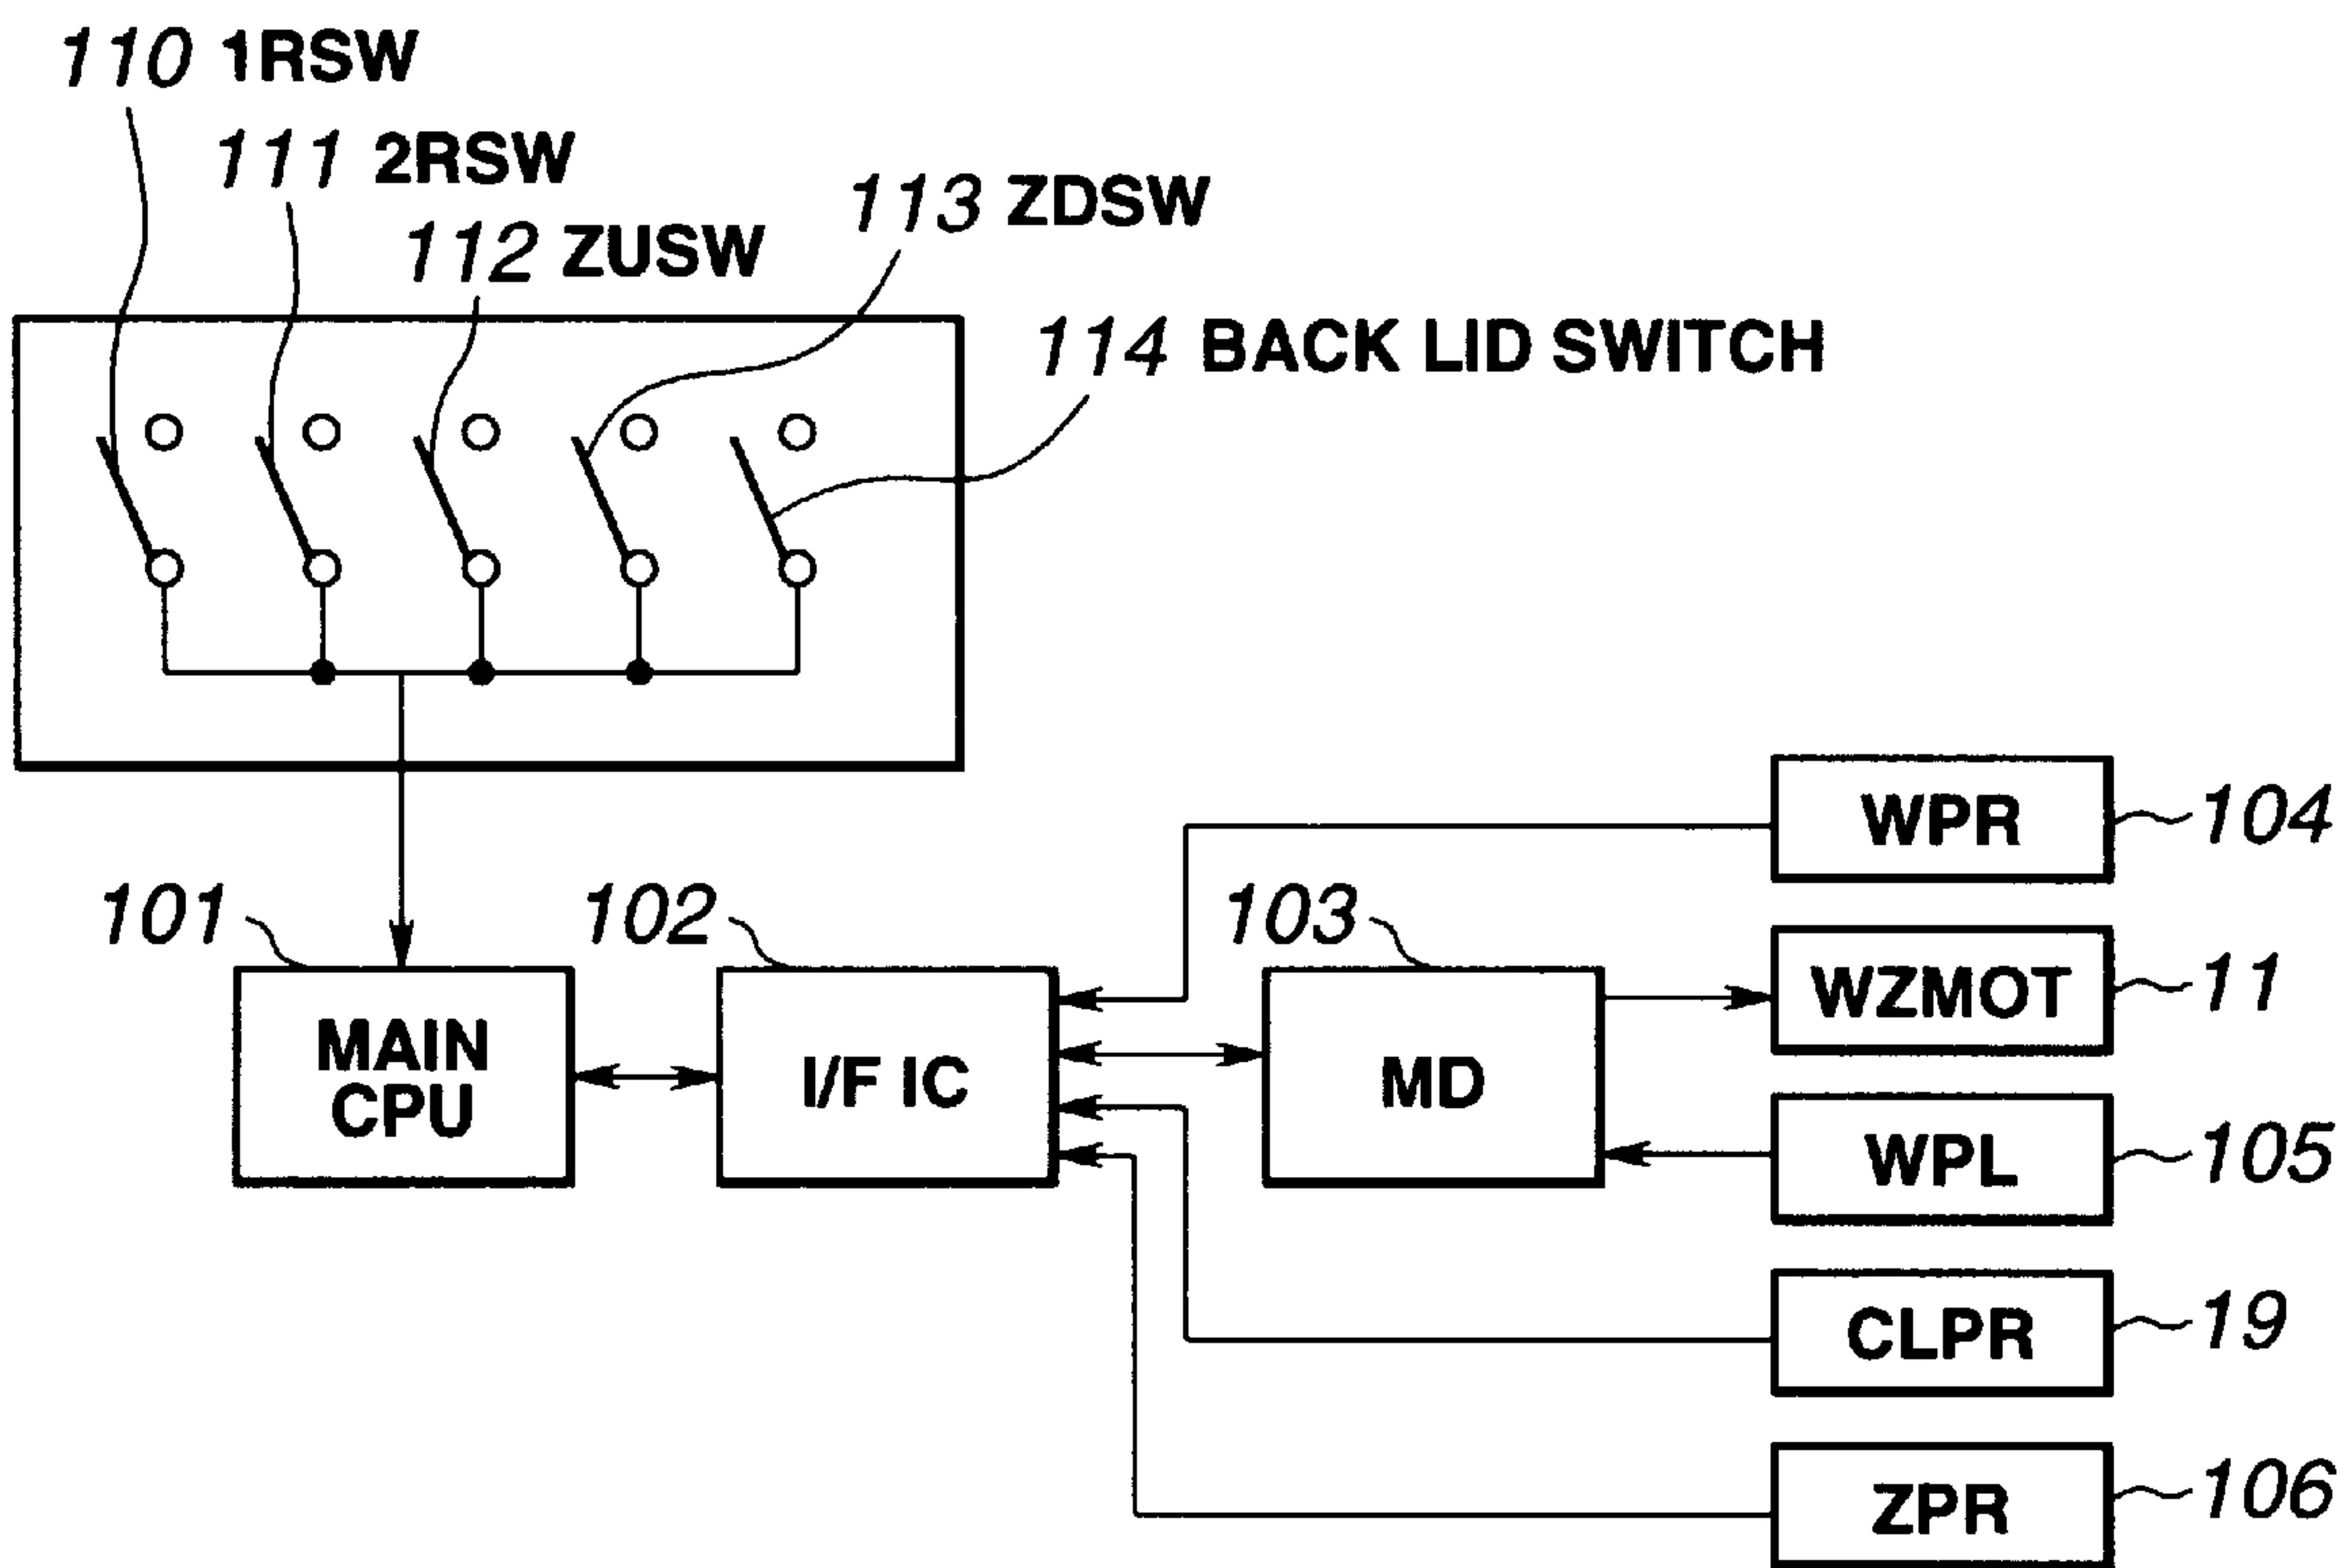 110 1RSW
111 2RSW
113 ZDSW
112 ZUSW
114 BACK LID SWITCH
WPR
104
101
102
103
WZMOT
11
MAIN
CPU
I/F IC
MD
WPL
105
CLPR
19
ZPR
106